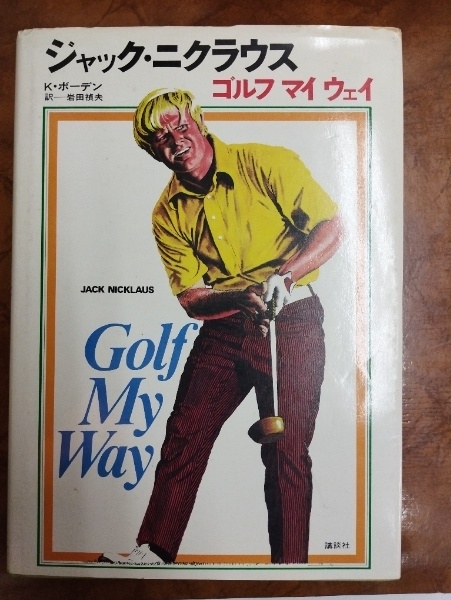 ジャック・ニクラウス
ゴルフ マイ ウェイ
K・ボーデン
訳―岩田禎夫
JACK NICKLAUS
Golf
My
Way
講談社